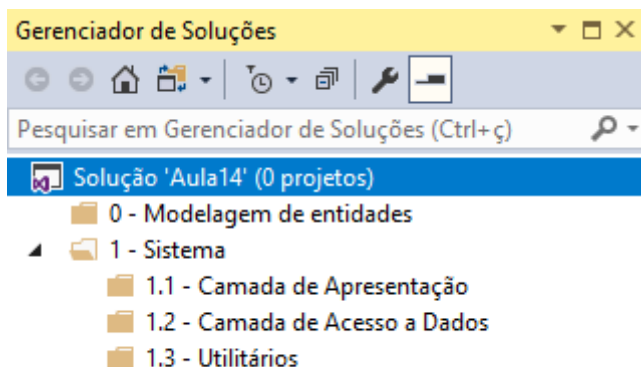 Gerenciador de Soluções
Pesquisar em Gerenciador de Soluções (Ctrl+ç)
Solução 'Aula14' (0 projetos)
0 - Modelagem de entidades
1 - Sistema
1.1 - Camada de Apresentação
1.2 - Camada de Acesso a Dados
1.3 - Utilitários